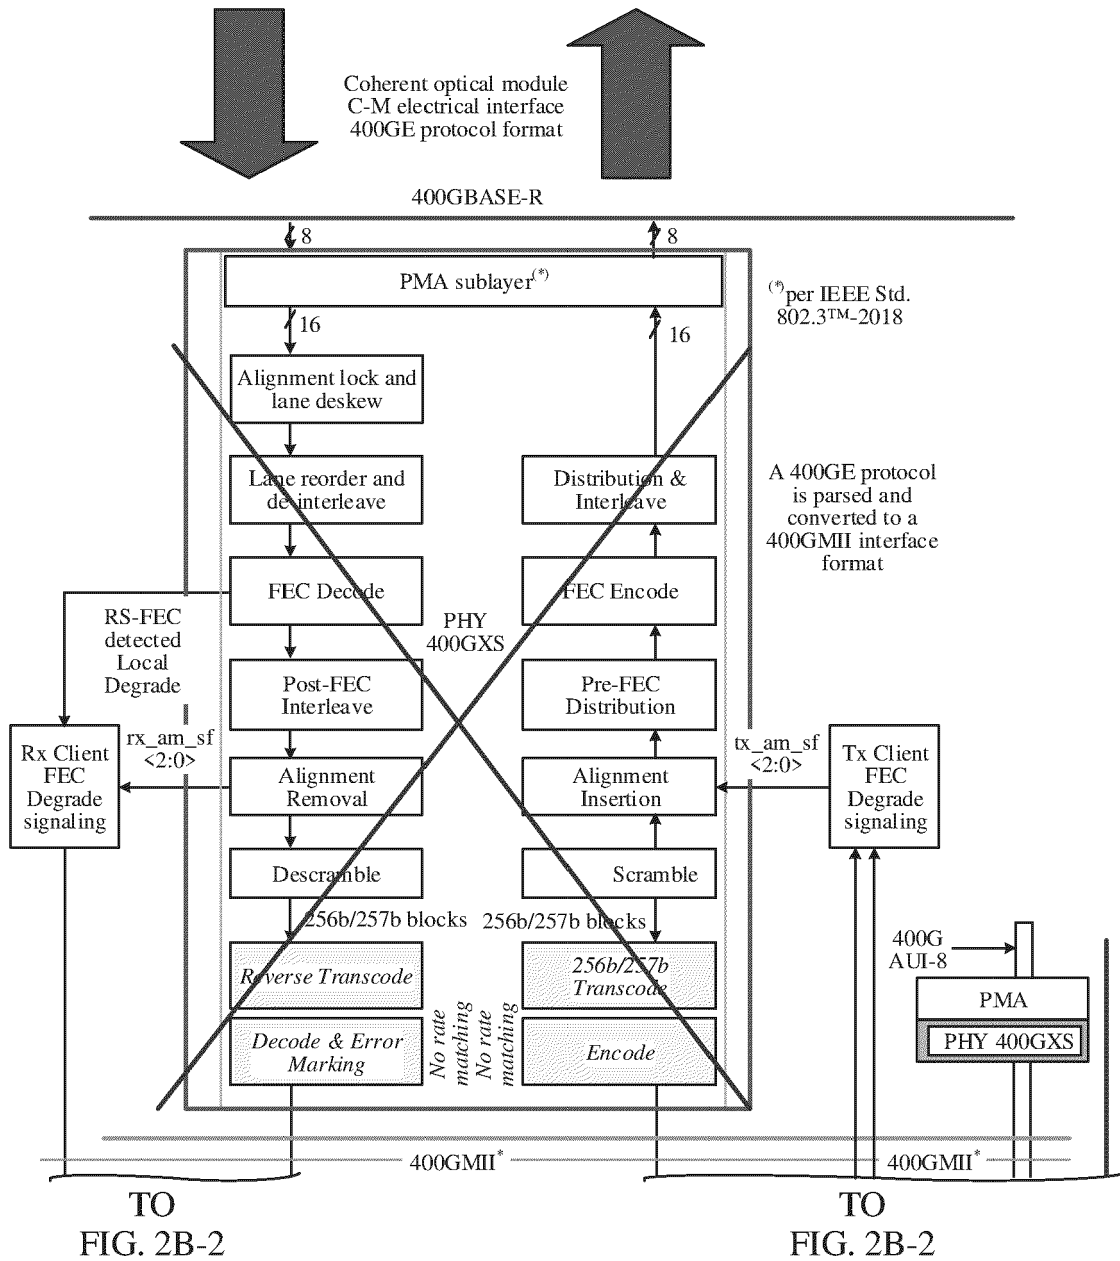 Coherent optical module
C-M electrical interface
400GE protocol format
400GBASE-R
8
8
PMA sublayer(*)
(*)per IEEE Std.
802.3™-2018
16
16
Alignment lock and
lane deskew
Lane reorder and
de-interleave
Distribution &
Interleave
A 400GE protocol
is parsed and
converted to a
400GMII interface
format
FEC Decode
FEC Encode
RS-FEC
detected
Local
Degrade
PHY
400GXS
Post-FEC
Interleave
Pre-FEC
Distribution
rx_am_sf
<2:0>
tx_am_sf
<2:0>
Rx Client
FEC
Degrade
signaling
Alignment
Removal
Alignment
Insertion
Tx Client
FEC
Degrade
signaling
Descramble
Scramble
256b/257b blocks
256b/257b blocks
400G
AUI-8
Reverse Transcode
256b/257b
Transcode
PMA
PHY 400GXS
Decode & Error
Marking
No rate
matching
No rate
matching
Encode
400GMII*
400GMII*
TO
FIG. 2B-2
TO
FIG. 2B-2